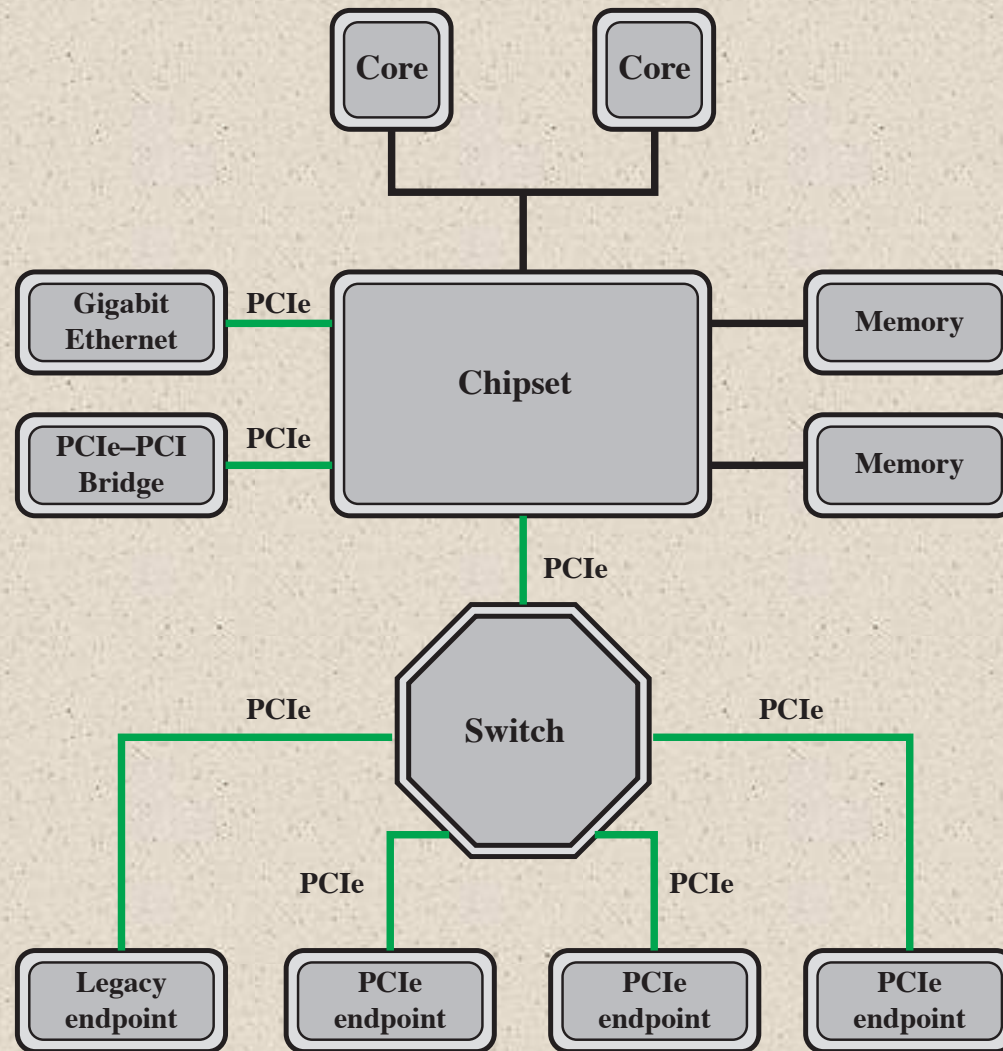 Core
Core
Gigabit
Ethernet
PCIe
Chipset
Memory
PCIe–PCI
Bridge
PCIe
Memory
PCIe
PCIe
Switch
PCIe
PCIe
PCIe
Legacy
endpoint
PCIe
endpoint
PCIe
endpoint
PCIe
endpoint